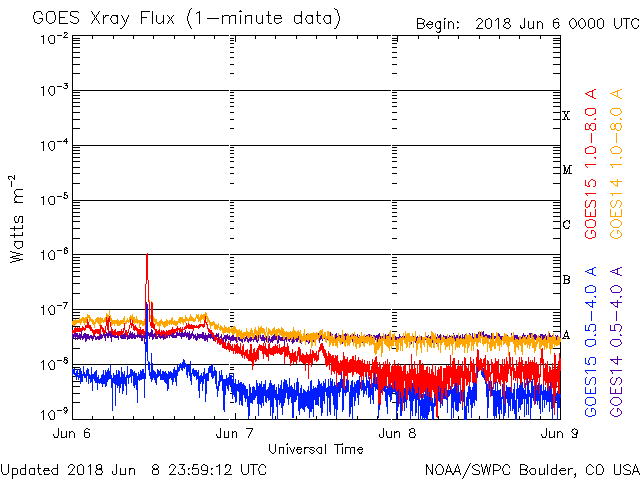 GOES Xray Flux (1-minute data)
Begin: 2018 Jun 6 0000 UTC
10⁻²
10⁻³
10⁻⁴
10⁻⁵
10⁻⁶
10⁻⁷
10⁻⁸
10⁻⁹
Watts m⁻²
X
M
C
B
A
GOES15 1.0-8.0 A
GOES14 1.0-8.0 A
GOES15 0.5-4.0 A
GOES14 0.5-4.0 A
Jun 6
Jun 7
Jun 8
Jun 9
Universal Time
Updated 2018 Jun 8 23:59:12 UTC
NOAA/SWPC Boulder, CO USA